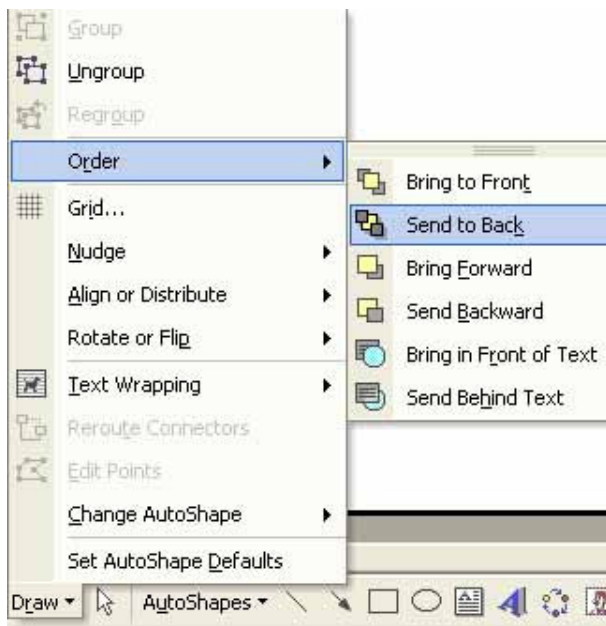 Group
Ungroup
Regroup
Order
Grid...
Nudge
Align or Distribute
Rotate or Flip
Text Wrapping
Reroute Connectors
Edit Points
Change AutoShape
Set AutoShape Defaults
Bring to Front
Send to Back
Bring Forward
Send Backward
Bring in Front of Text
Send Behind Text
Draw
AutoShapes